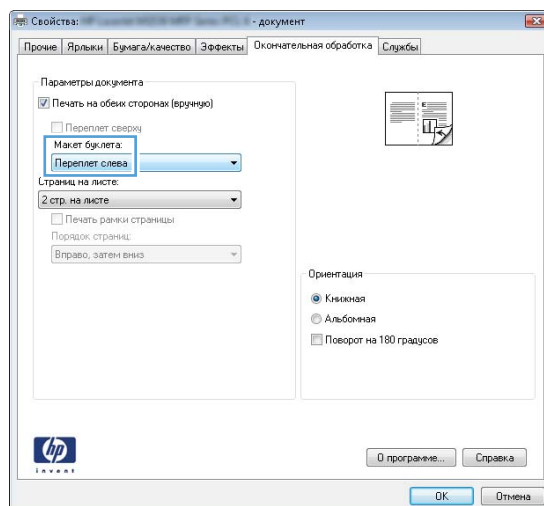 Свойства: - документ
Прочие Ярлыки Бумага/качество Эффекты Окончательная обработка Службы
Параметры документа
Печать на обеих сторонах (вручную)
Переплет сверху
Макет буклета:
Переплет слева
Страниц на листе:
2 стр. на листе
Печать рамки страницы
Порядок страниц:
Вправо, затем вниз
Ориентация
Книжная
Альбомная
Поворот на 180 градусов
hp
invent
О программе... Справка
OK Отмена